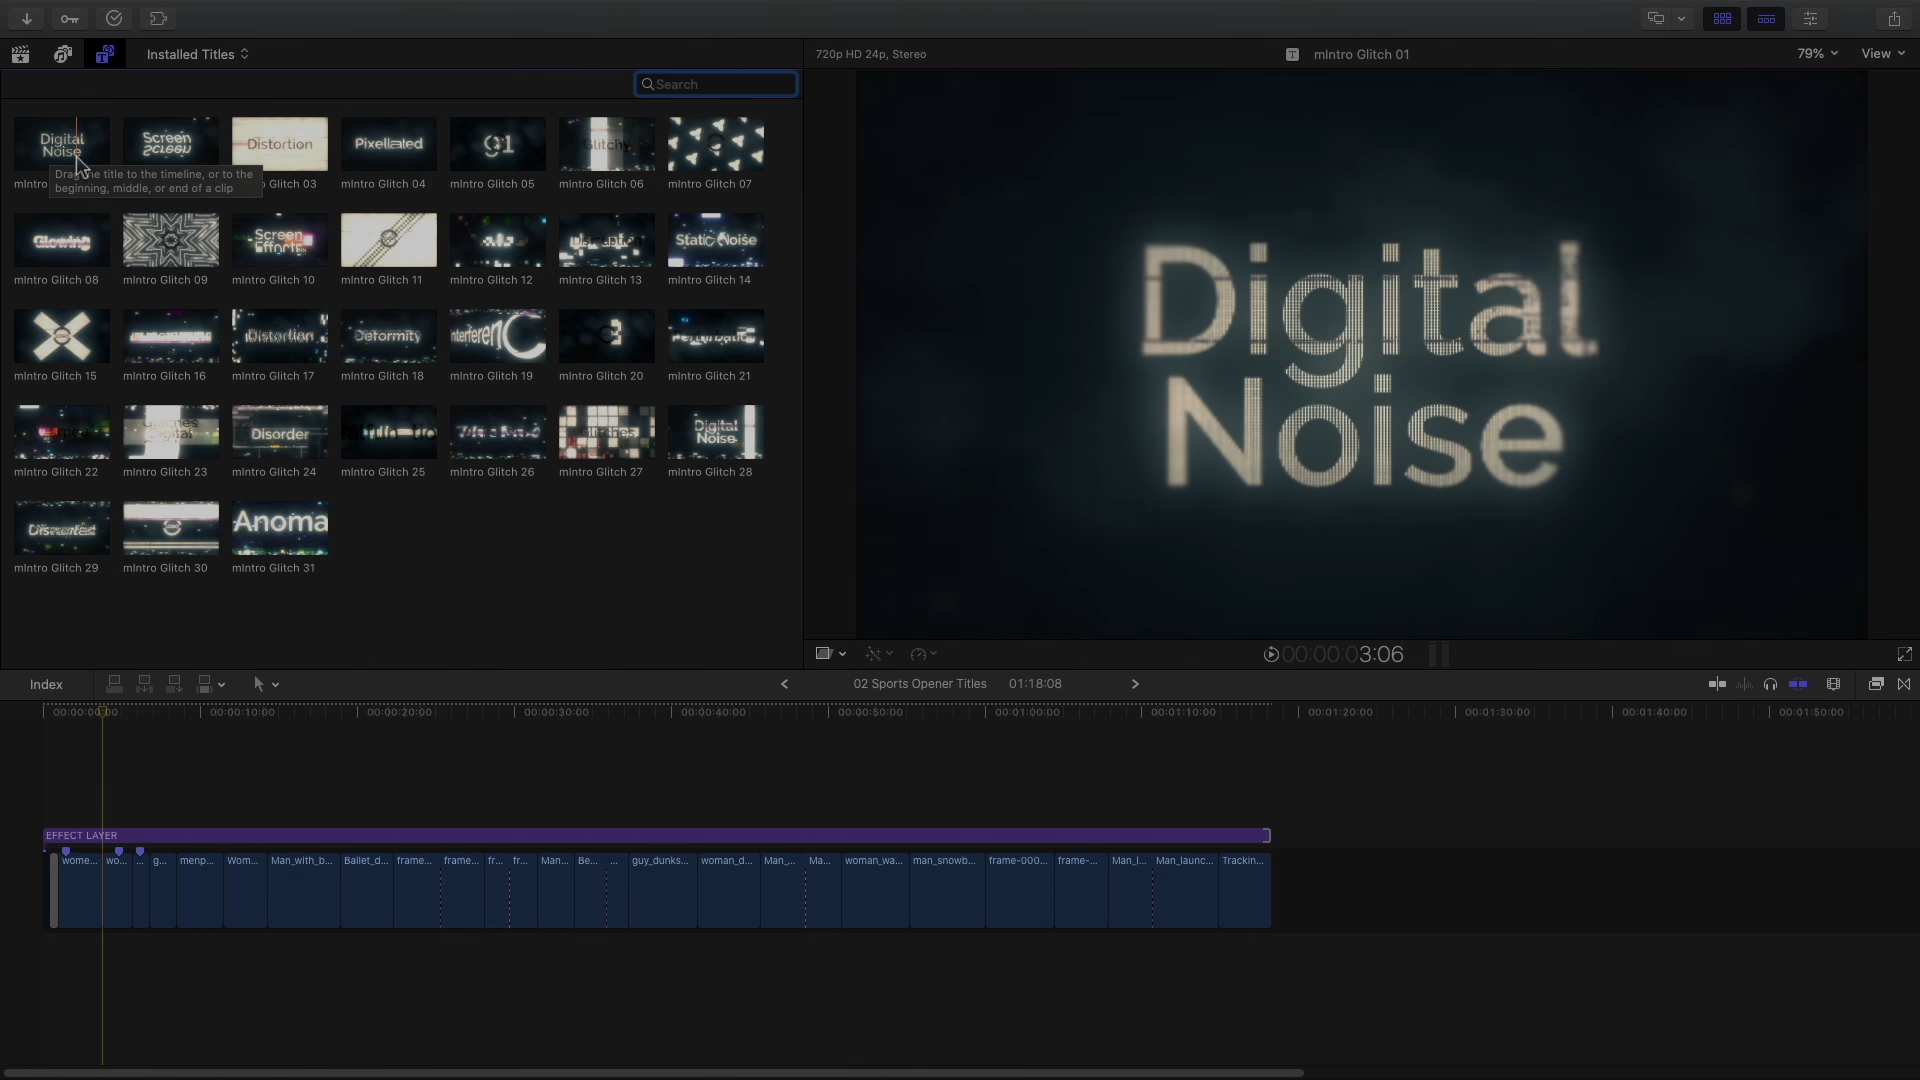 Installed Titles
720p HD 24p, Stereo
mIntro Glitch 01
79%
View
Search
Digital
Noise
Screen
Distortion
Pixellated
Glitchy
Drag the title to the timeline, or to the
beginning, middle, or end of a clip
mIntro
Glitch 03
mIntro Glitch 04
mIntro Glitch 05
mIntro Glitch 06
mIntro Glitch 07
Glowing
Screen
Static Noise
mIntro Glitch 08
mIntro Glitch 09
mIntro Glitch 10
mIntro Glitch 11
mIntro Glitch 12
mIntro Glitch 13
mIntro Glitch 14
Distortion
Deformity
mIntro Glitch 15
mIntro Glitch 16
mIntro Glitch 17
mIntro Glitch 18
mIntro Glitch 19
mIntro Glitch 20
mIntro Glitch 21
Disorder
Glitches
Digital
Noise
mIntro Glitch 22
mIntro Glitch 23
mIntro Glitch 24
mIntro Glitch 25
mIntro Glitch 26
mIntro Glitch 27
mIntro Glitch 28
Anoma
mIntro Glitch 29
mIntro Glitch 30
mIntro Glitch 31
Digital
Noise
00:00:03:06
Index
02 Sports Opener Titles
01:18:08
00:00:00:00
00:00:10:00
00:00:20:00
00:00:30:00
00:00:40:00
00:00:50:00
00:01:00:00
00:01:10:00
00:01:20:00
00:01:30:00
00:01:40:00
00:01:50:00
EFFECT LAYER
wome...
wo...
...
g...
menp...
Wom...
Man_with_b...
Ballet_d...
frame...
frame...
fr...
fr...
Man...
Be...
...
guy_dunks...
woman_d...
Man_...
Ma...
woman_wa...
man_snowb...
frame-000...
frame-...
Man_l...
Man_launc...
Trackin...